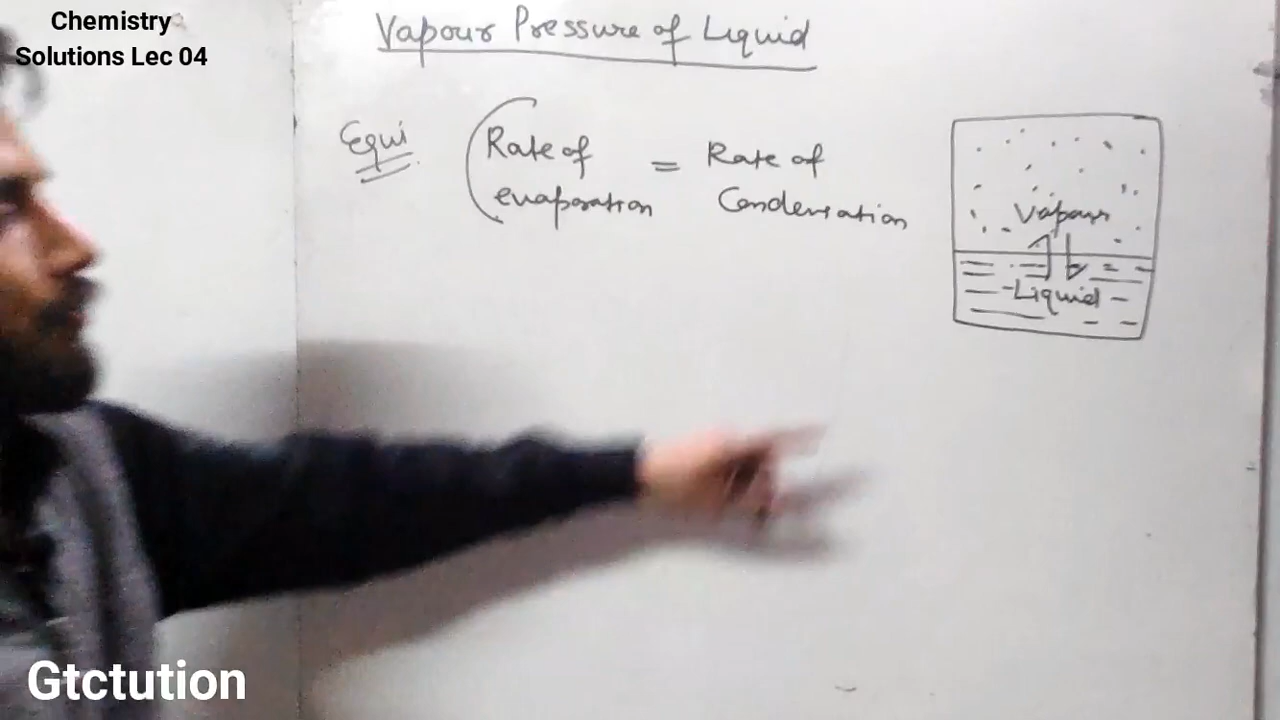 Chemistry
Solutions Lec 04
Vapour Pressure of Liquid
Equi
Rate of = Rate of
evaporation Condensation
Vapour
Liquid
Gtctution